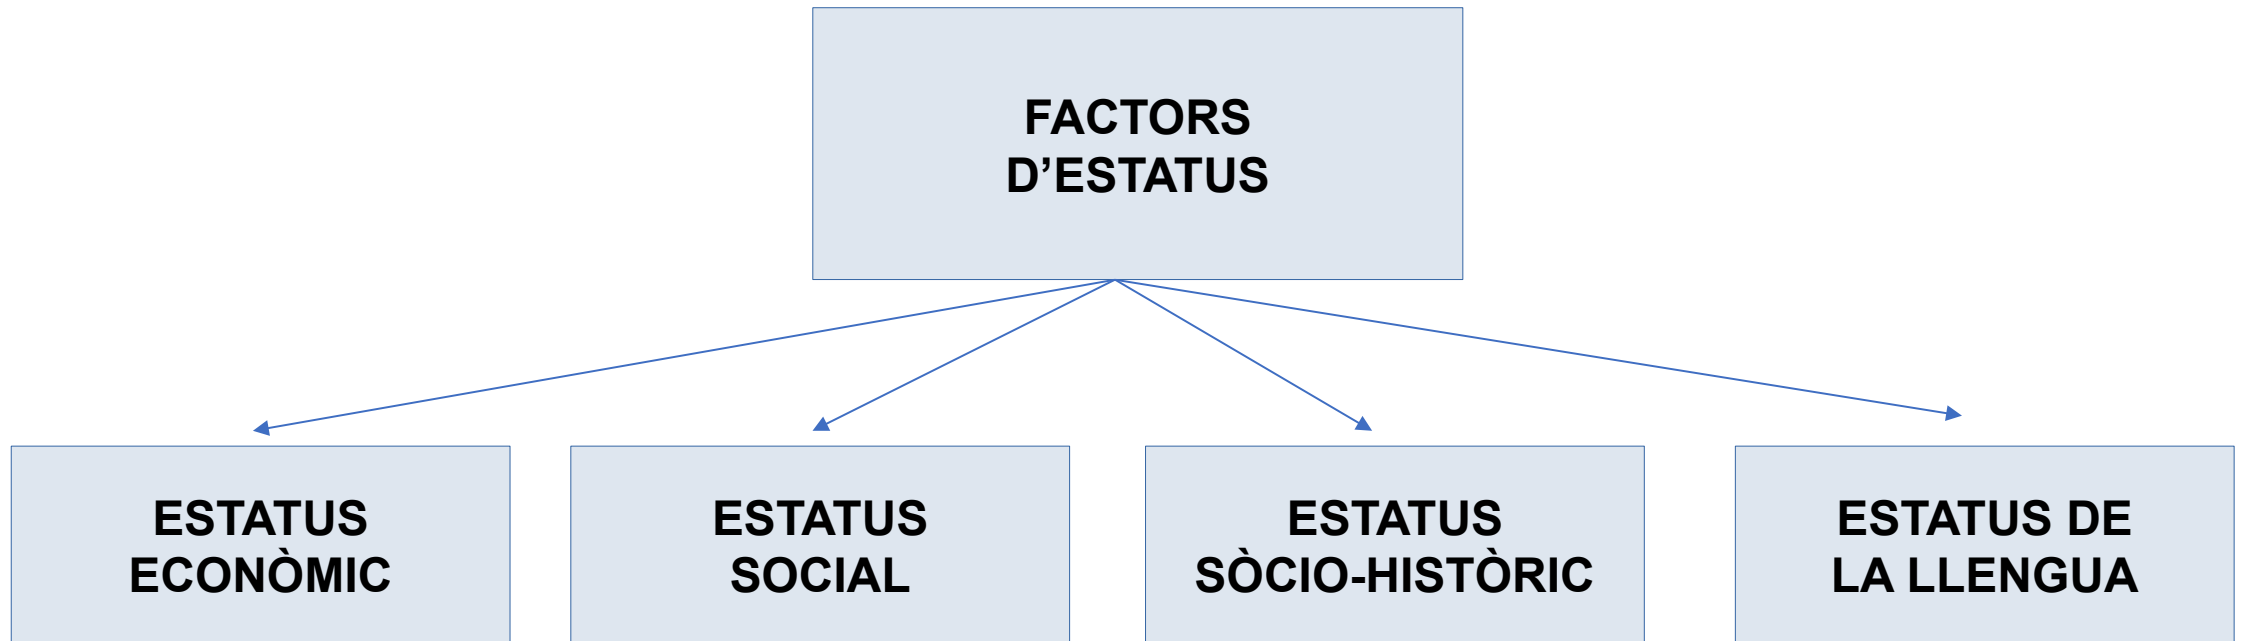 FACTORS
D’ESTATUS
ESTATUS
ECONÒMIC
ESTATUS
SOCIAL
ESTATUS
SÒCIO-HISTÒRIC
ESTATUS DE
LA LLENGUA